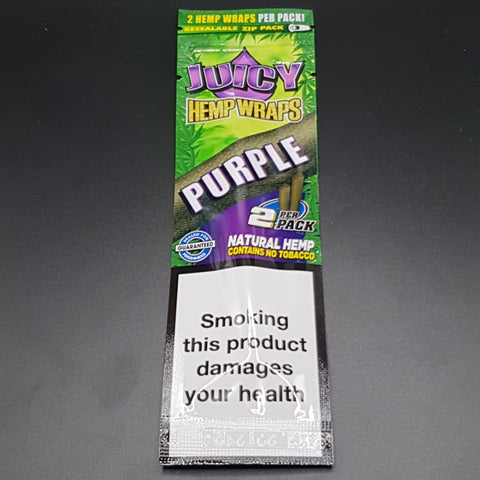 2 HEMP WRAPS PER PACK!
RESEALABLE ZIP PACK
JUICY
HEMP WRAPS
PURPLE
2 PER
PACK
GUARANTEED
NATURAL HEMP
CONTAINS NO TOBACCO
Smoking
this product
damages
your health